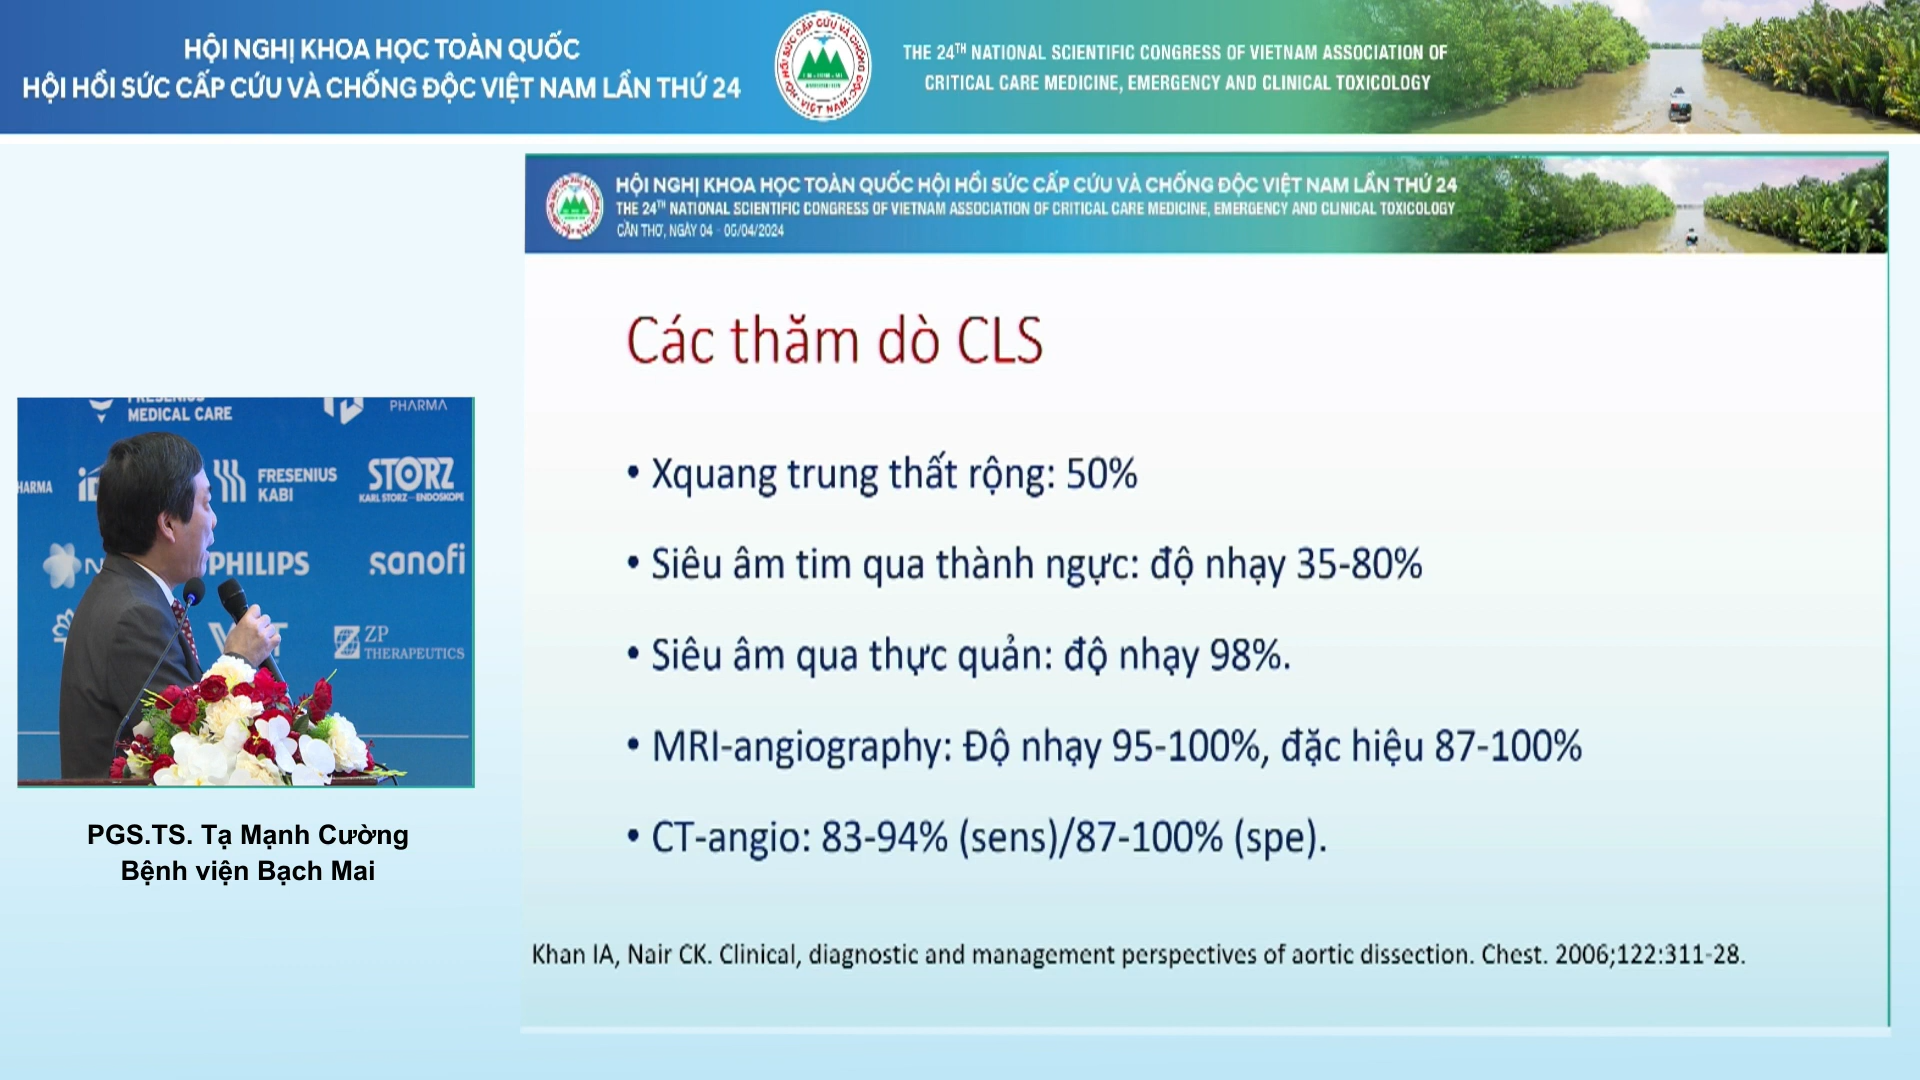 HỘI NGHỊ KHOA HỌC TOÀN QUỐC
HỘI HỒI SỨC CẤP CỨU VÀ CHỐNG ĐỘC VIỆT NAM LẦN THỨ 24
THE 24TH NATIONAL SCIENTIFIC CONGRESS OF VIETNAM ASSOCIATION OF
CRITICAL CARE MEDICINE, EMERGENCY AND CLINICAL TOXICOLOGY
HỘI NGHỊ KHOA HỌC TOÀN QUỐC HỘI HỒI SỨC CẤP CỨU VÀ CHỐNG ĐỘC VIỆT NAM LẦN THỨ 24
THE 24TH NATIONAL SCIENTIFIC CONGRESS OF VIETNAM ASSOCIATION OF CRITICAL CARE MEDICINE, EMERGENCY AND CLINICAL TOXICOLOGY
CẦN THƠ, NGÀY 04 - 06/04/2024
Các thăm dò CLS
• Xquang trung thất rộng: 50%
• Siêu âm tim qua thành ngực: độ nhạy 35-80%
• Siêu âm qua thực quản: độ nhạy 98%.
• MRI-angiography: Độ nhạy 95-100%, đặc hiệu 87-100%
• CT-angio: 83-94% (sens)/87-100% (spe).
Khan IA, Nair CK. Clinical, diagnostic and management perspectives of aortic dissection. Chest. 2006;122:311-28.
FRESENIUS
MEDICAL CARE
PHARMA
FRESENIUS
KABI
STORZ
KARL STORZ—ENDOSKOPE
PHILIPS
sanofi
ZP
THERAPEUTICS
PGS.TS. Tạ Mạnh Cường
Bệnh viện Bạch Mai